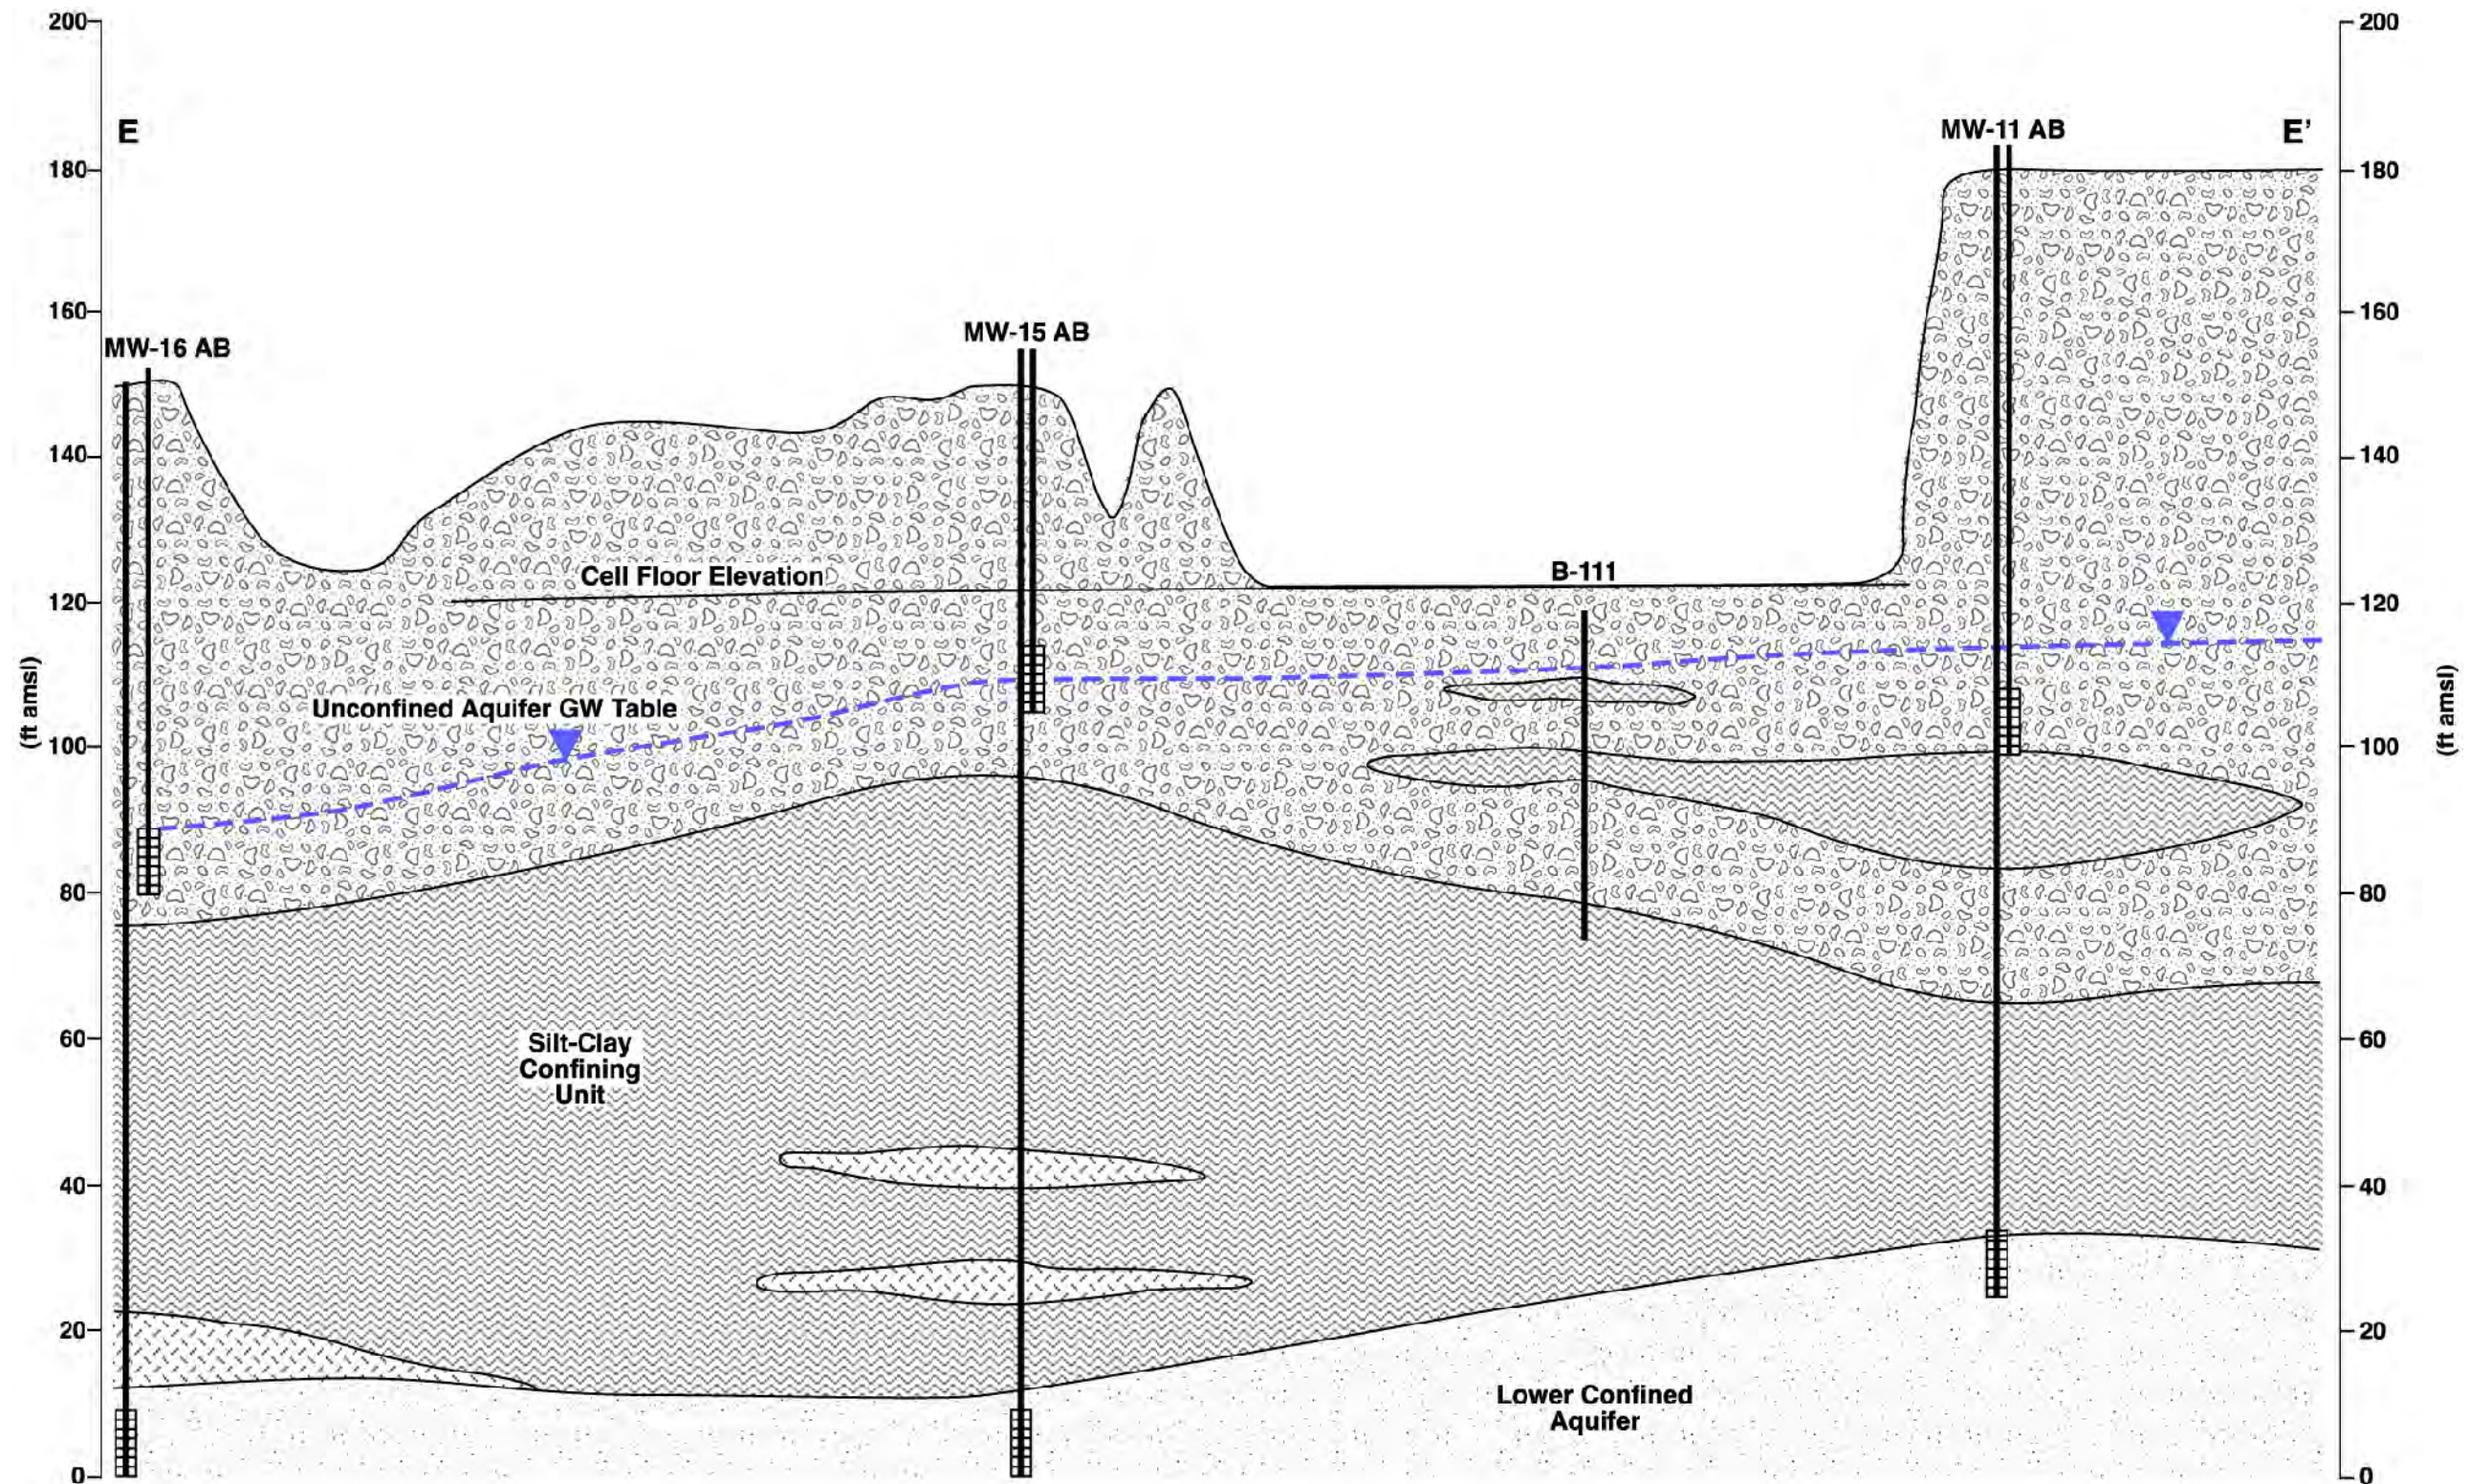 200
200
E
MW-11 AB
E'
180
180
160
160
MW-15 AB
MW-16 AB
140
140
Cell Floor Elevation
B-111
120
120
Unconfined Aquifer GW Table
(ft amsl)
(ft amsl)
100
100
80
80
60
60
Silt-Clay
Confining
Unit
40
40
20
20
Lower Confined
Aquifer
0
0